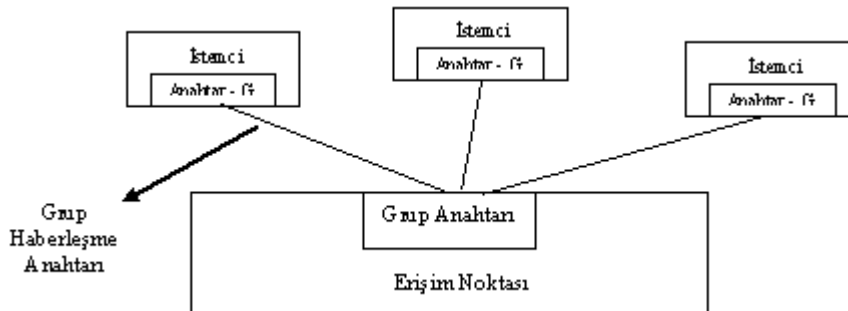 İstemci
Anahtar - G
İstemci
Anahtar - G
İstemci
Anahtar - G
Grup Anahtarı
Erişim Noktası
Grup
Haberleşme
Anahtarı